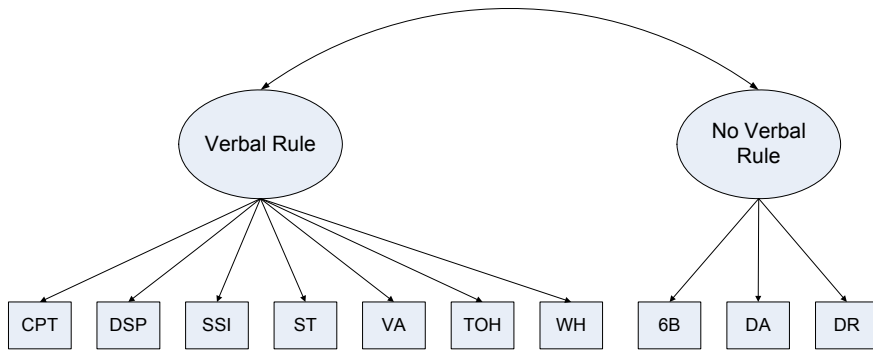 Verbal Rule
No Verbal
Rule
CPT
DSP
SSI
ST
VA
TOH
WH
6B
DA
DR